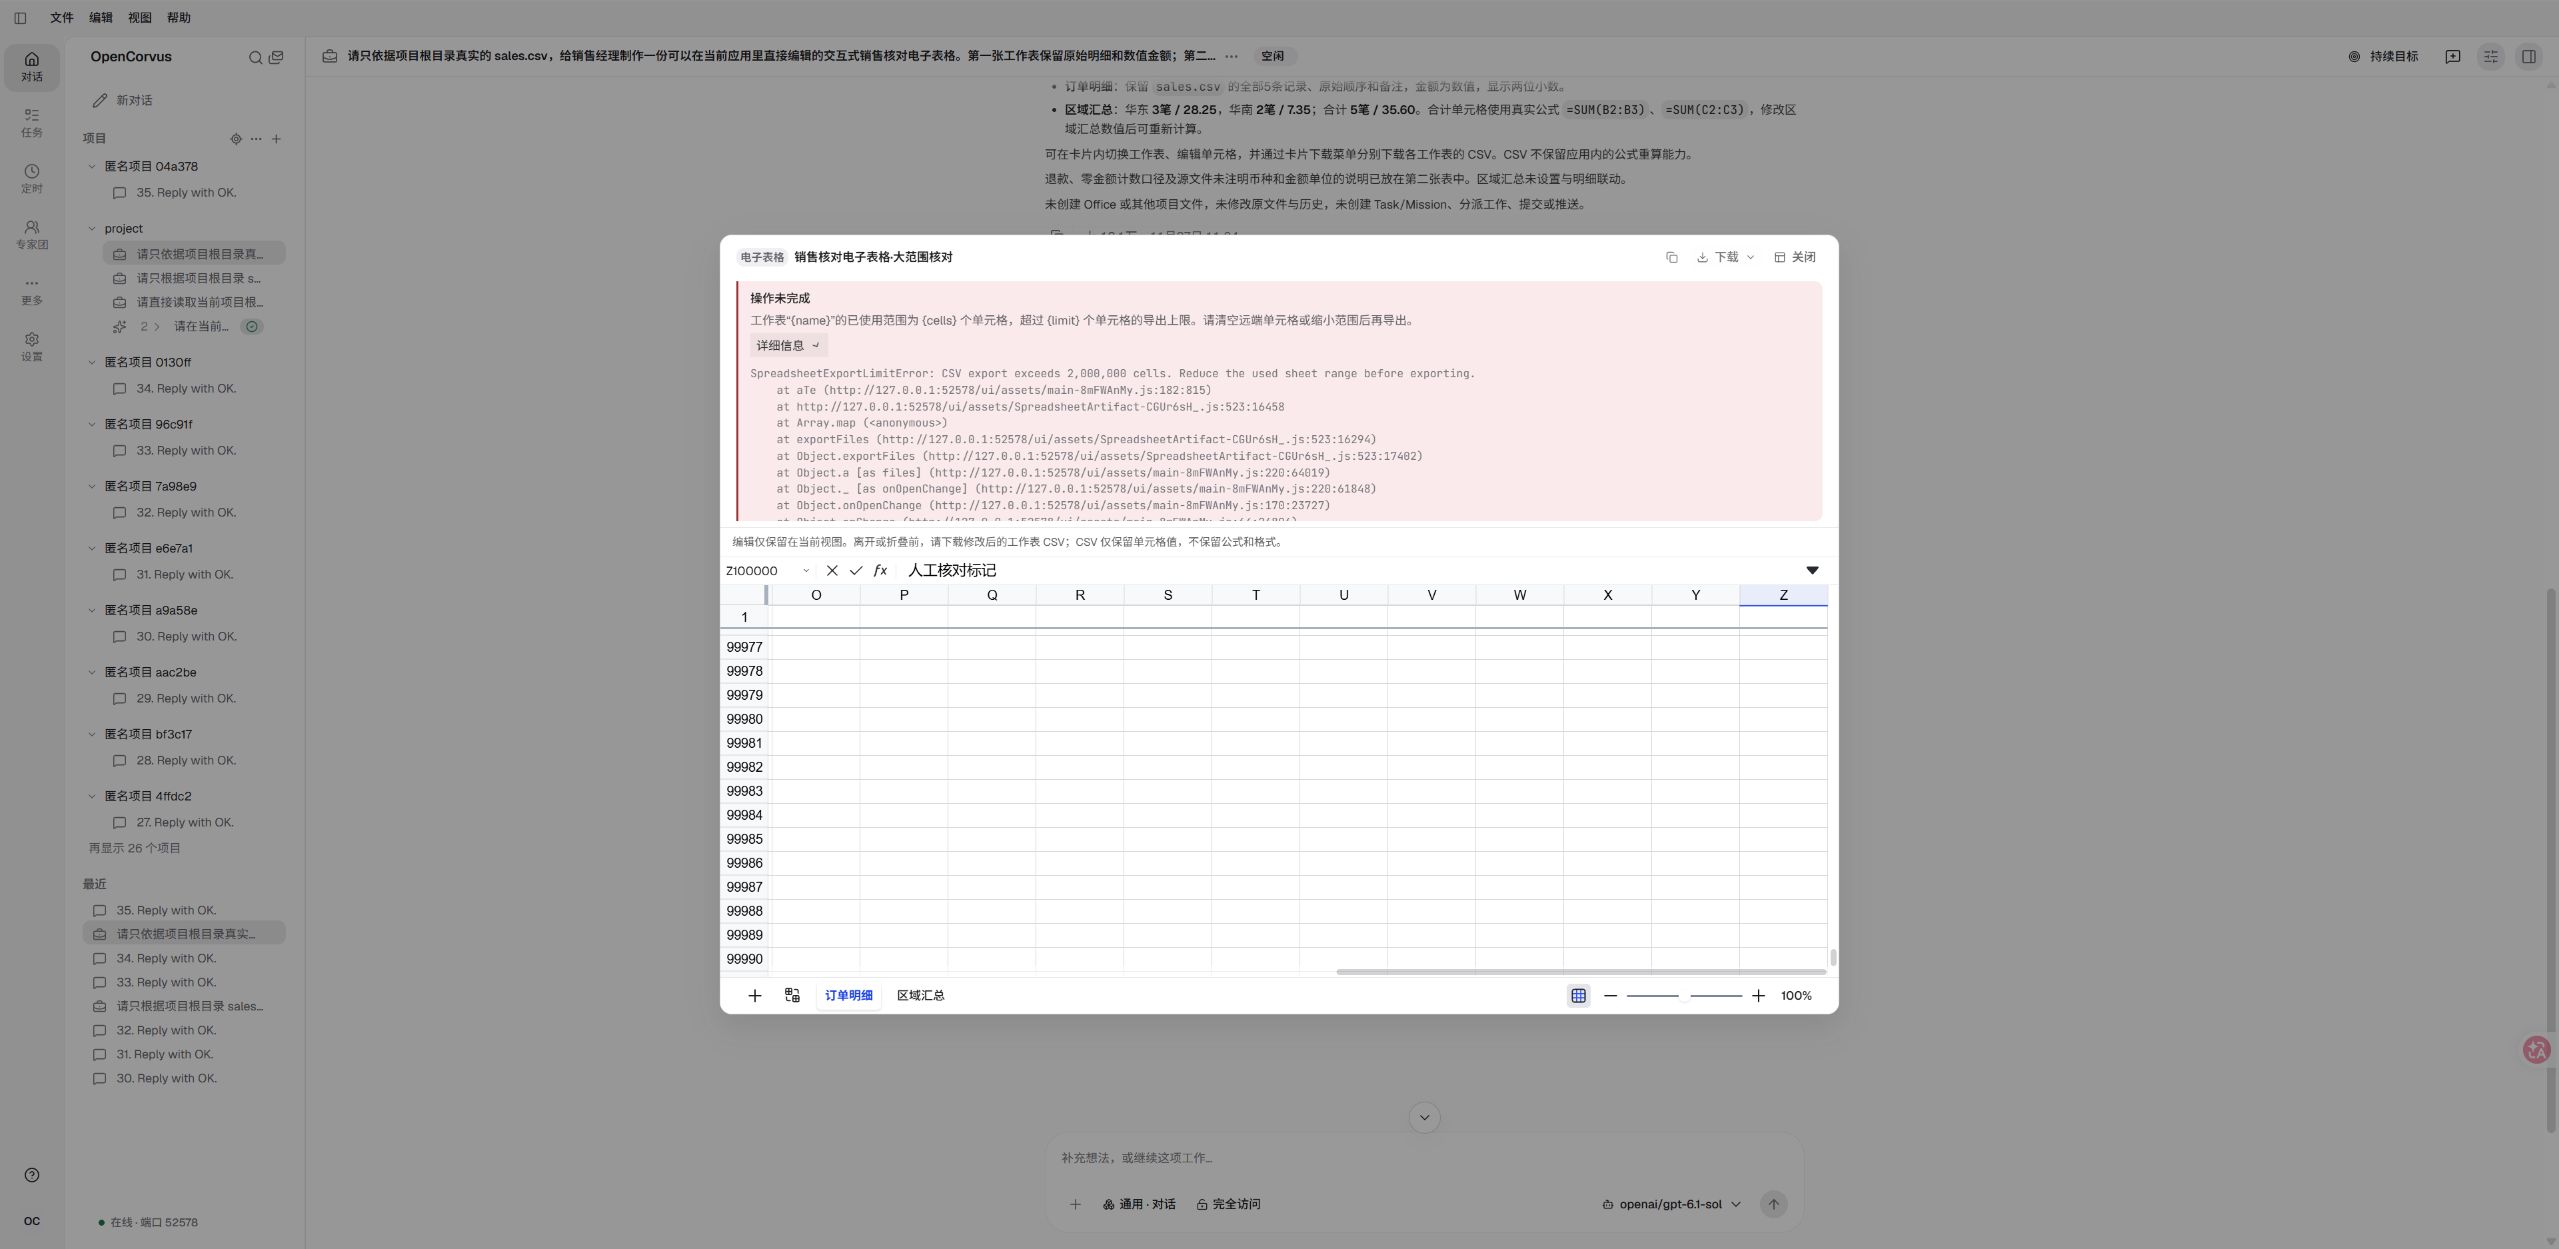 文件 编辑 视图 帮助
对话
任务
定时
专家团
更多
设置
OC
OpenCorvus
新对话
项目
匿名项目 04a378
35. Reply with OK.
project
请只依据项目根目录真...
请只根据项目根目录 s...
请直接读取当前项目根...
2 请在当前...
匿名项目 0130ff
34. Reply with OK.
匿名项目 96c91f
33. Reply with OK.
匿名项目 7a98e9
32. Reply with OK.
匿名项目 e6e7a1
31. Reply with OK.
匿名项目 a9a58e
30. Reply with OK.
匿名项目 aac2be
29. Reply with OK.
匿名项目 bf3c17
28. Reply with OK.
匿名项目 4ffdc2
27. Reply with OK.
再显示 26 个项目
最近
35. Reply with OK.
请只依据项目根目录真实...
34. Reply with OK.
33. Reply with OK.
请只根据项目根目录 sales...
32. Reply with OK.
31. Reply with OK.
30. Reply with OK.
在线 · 端口 52578
请只依据项目根目录真实的 sales.csv，给销售经理制作一份可以在当前应用里直接编辑的交互式销售核对电子表格。第一张工作表保留原始明细和数值金额；第二... ··· 空闲
持续目标
• 订单明细：保留 sales.csv 的全部5条记录、原始顺序和备注，金额为数值，显示两位小数。
• 区域汇总：华东 3笔 / 28.25，华南 2笔 / 7.35；合计 5笔 / 35.60。合计单元格使用真实公式 =SUM(B2:B3)、 =SUM(C2:C3)，修改区
域汇总数值后可重新计算。
可在卡片内切换工作表、编辑单元格，并通过卡片下载菜单分别下载各工作表的 CSV。CSV 不保留应用内的公式重算能力。
退款、零金额计数口径及源文件未注明币种和金额单位的说明已放在第二张表中。区域汇总未设置与明细联动。
未创建 Office 或其他项目文件，未修改原文件与历史，未创建 Task/Mission、分派工作、提交或推送。
电子表格 销售核对电子表格·大范围核对
下载 关闭
操作未完成
工作表“{name}”的已使用范围为 {cells} 个单元格，超过 {limit} 个单元格的导出上限。请清空远端单元格或缩小范围后再导出。
详细信息
SpreadsheetExportLimitError: CSV export exceeds 2,000,000 cells. Reduce the used sheet range before exporting.
at aTe (http://127.0.0.1:52578/ui/assets/main-8mFWAnMy.js:182:815)
at http://127.0.0.1:52578/ui/assets/SpreadsheetArtifact-CGUr6sH_.js:523:16458
at Array.map (<anonymous>)
at exportFiles (http://127.0.0.1:52578/ui/assets/SpreadsheetArtifact-CGUr6sH_.js:523:16294)
at Object.exportFiles (http://127.0.0.1:52578/ui/assets/SpreadsheetArtifact-CGUr6sH_.js:523:17402)
at Object.a [as files] (http://127.0.0.1:52578/ui/assets/main-8mFWAnMy.js:220:64019)
at Object._ [as onOpenChange] (http://127.0.0.1:52578/ui/assets/main-8mFWAnMy.js:220:61848)
at Object.onOpenChange (http://127.0.0.1:52578/ui/assets/main-8mFWAnMy.js:170:23727)
编辑仅保留在当前视图。离开或折叠前，请下载修改后的工作表 CSV；CSV 仅保留单元格值，不保留公式和格式。
Z100000 fx 人工核对标记
O P Q R S T U V W X Y Z
1
99977
99978
99979
99980
99981
99982
99983
99984
99985
99986
99987
99988
99989
99990
订单明细 区域汇总 100%
补充想法，或继续这项工作...
通用 · 对话 完全访问 openai/gpt-6.1-sol